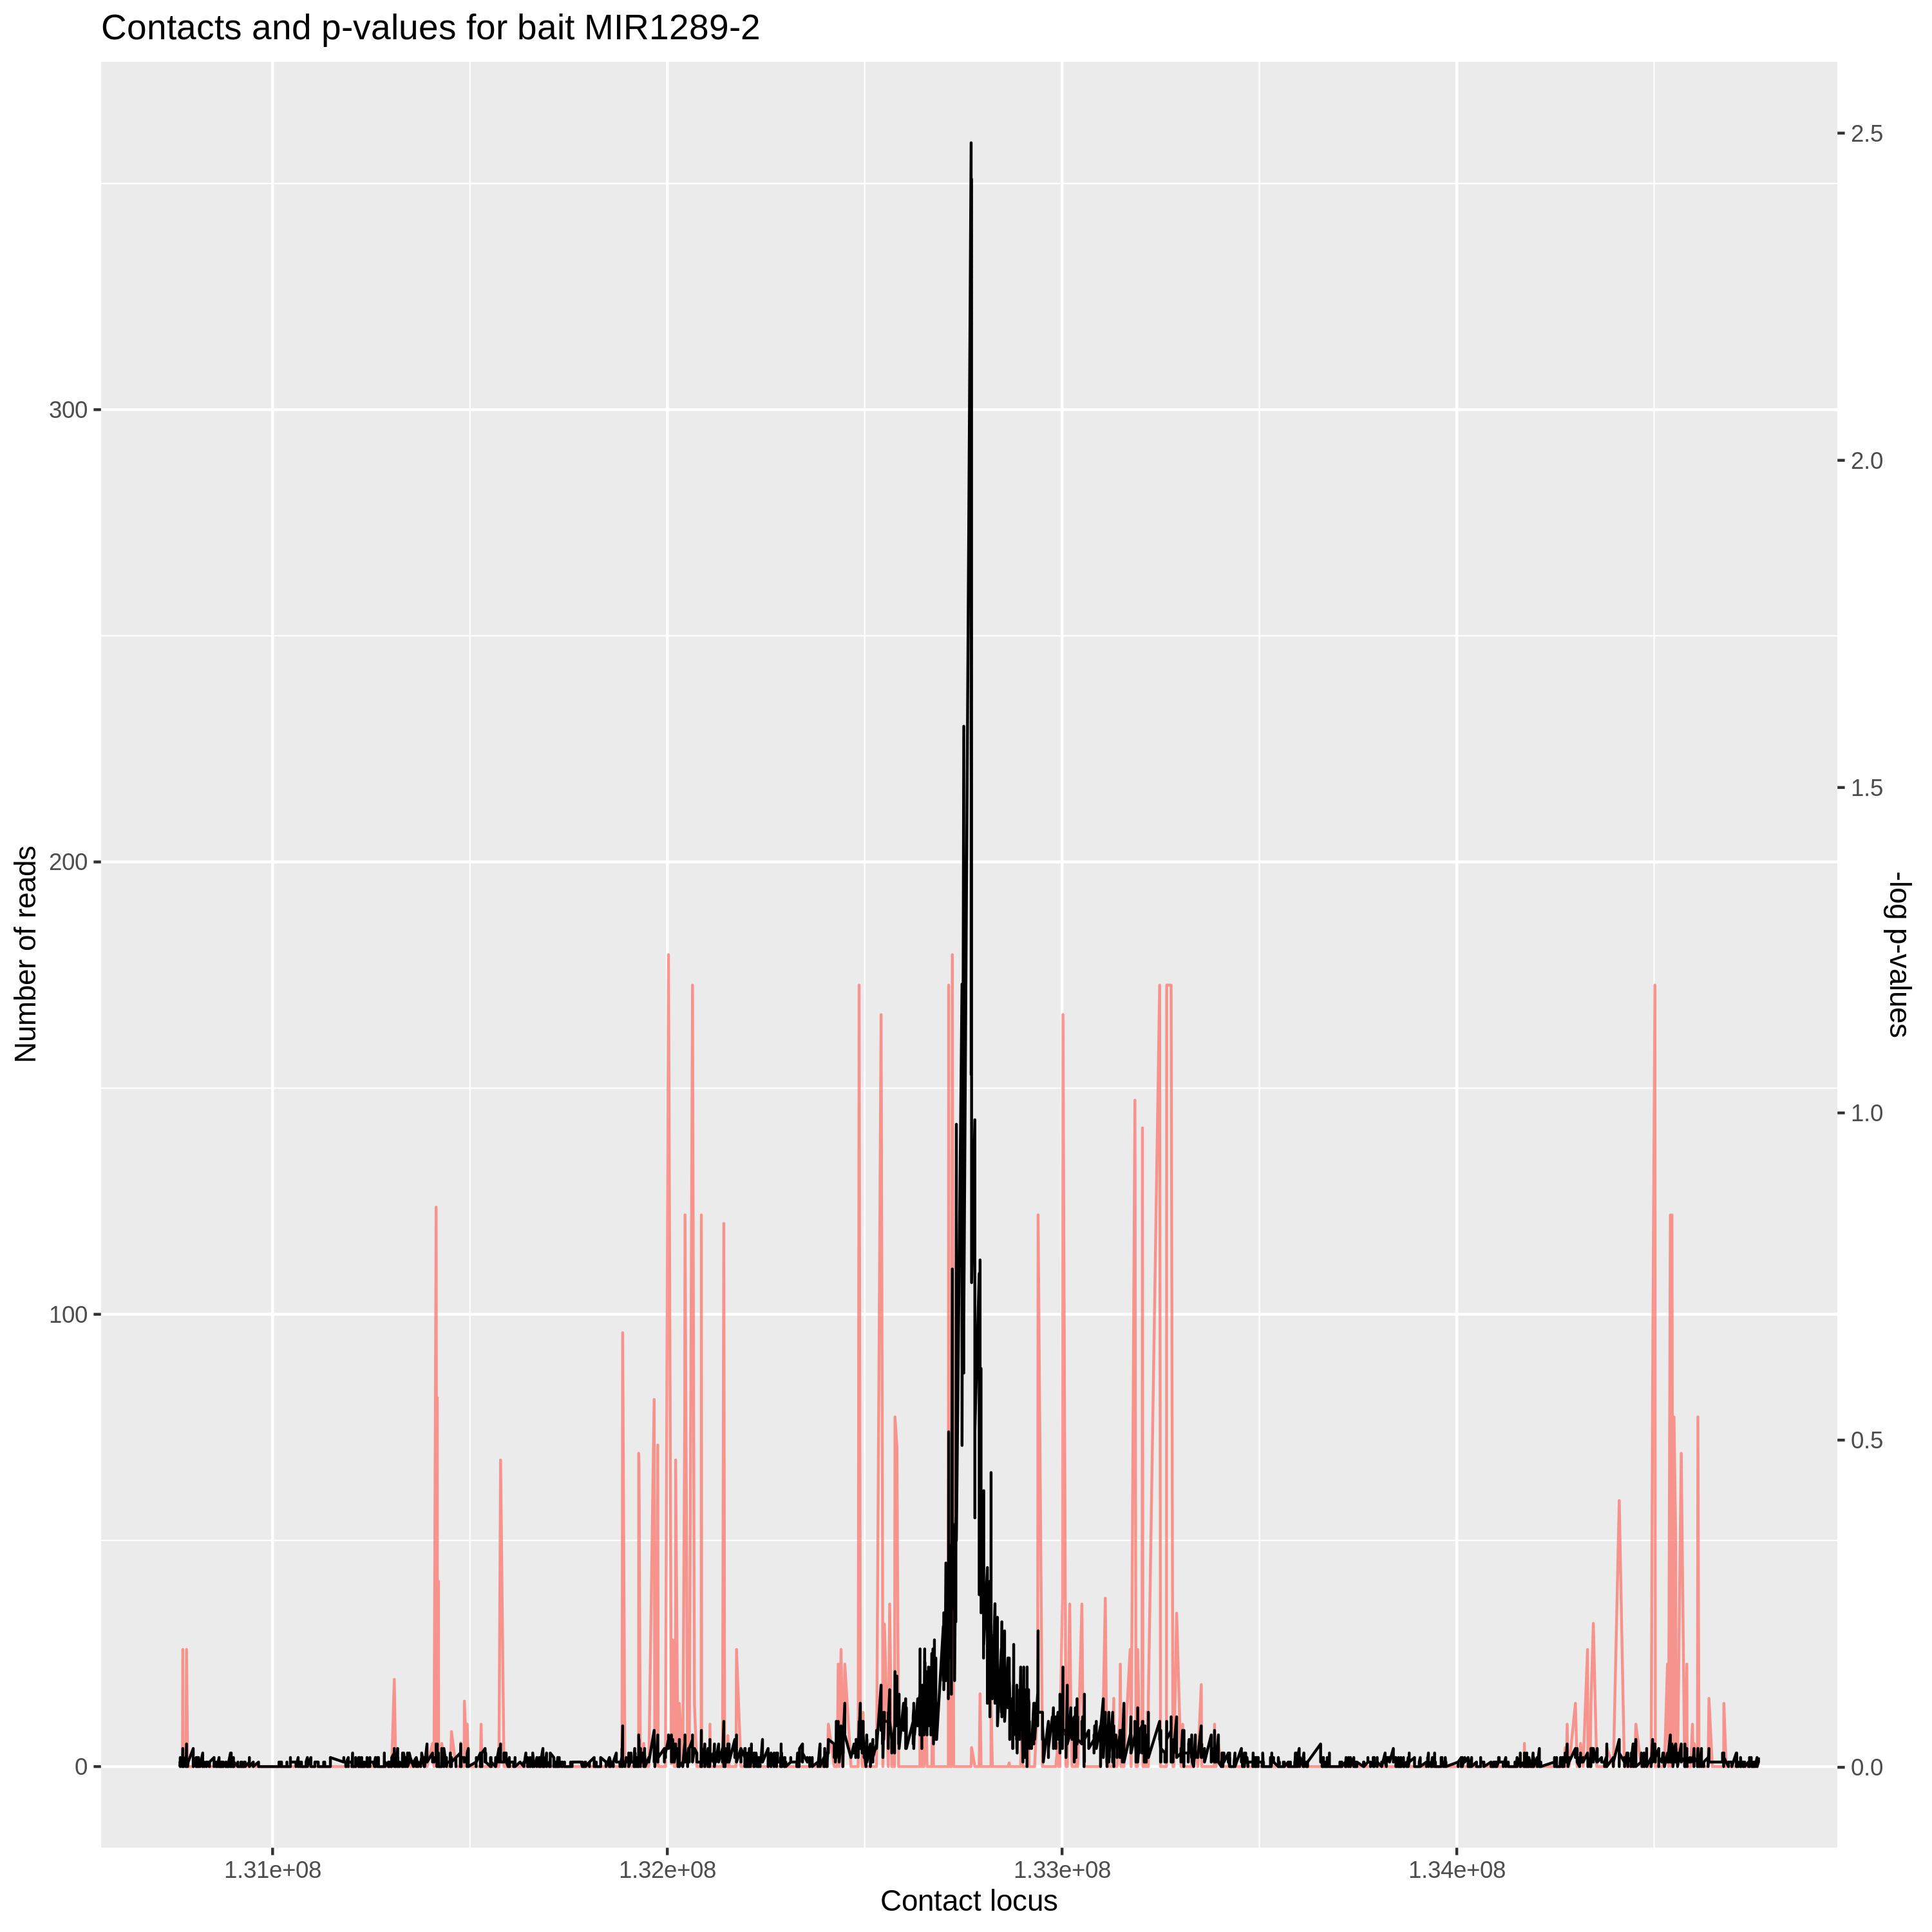 Contacts and p-values for bait MIR1289-2
2.5
2.0
1.5
1.0
0.5
0.0
-log p-values
300
200
100
0
Number of reads
1.31e+08 1.32e+08 1.33e+08 1.34e+08
Contact locus